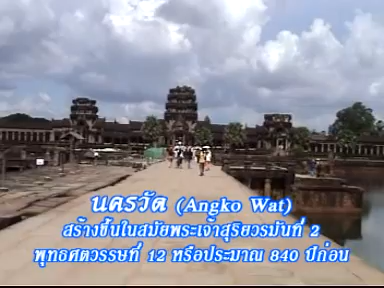 นครวัด (Angko Wat)
สร้างขึ้นในสมัยพระเจ้าสุริยวรมันที่ 2
พุทธศตวรรษที่ 12 หรือประมาณ 840 ปีก่อน